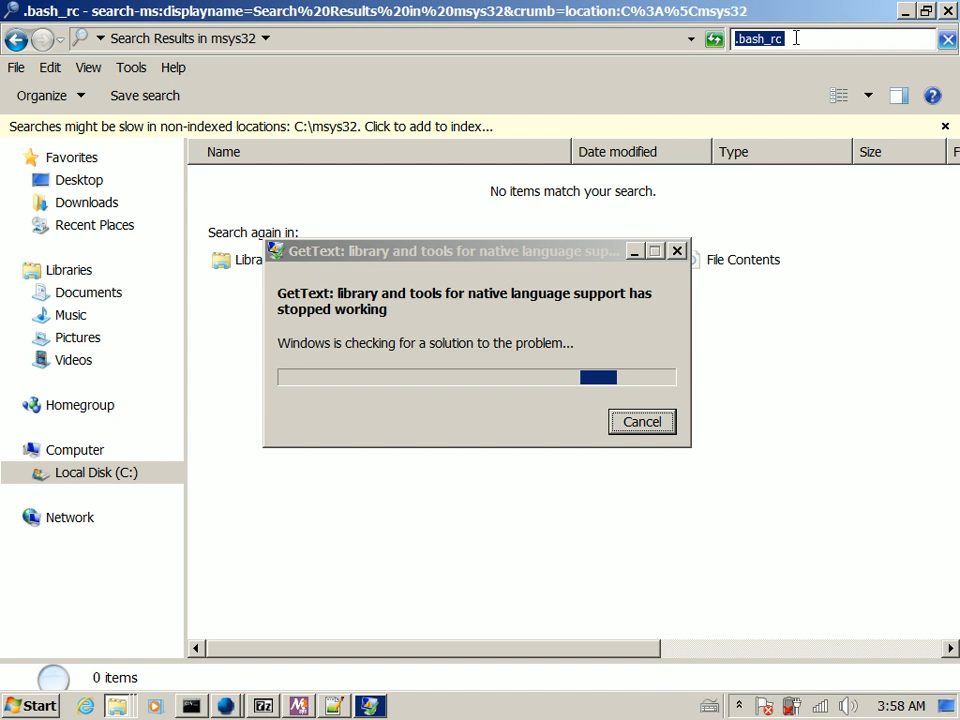 .bash_rc - search-ms:displayname=Search%20Results%20in%20msys32&crumb=location:C%3A%5Cmsys32
Search Results in msys32
.bash_rc
File Edit View Tools Help
Organize Save search
Searches might be slow in non-indexed locations: C:\msys32. Click to add to index...
Name Date modified Type Size F
Favorites
Desktop
Downloads
Recent Places
Libraries
Documents
Music
Pictures
Videos
Homegroup
Computer
Local Disk (C:)
Network
No items match your search.
Search again in:
Libra
File Contents
GetText: library and tools for native language sup...
GetText: library and tools for native language support has
stopped working
Windows is checking for a solution to the problem...
Cancel
0 items
Start
7z
3:58 AM